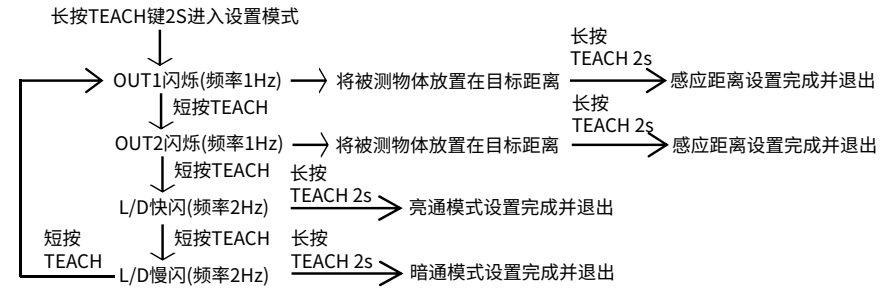 长按TEACH键2S进入设置模式
长按
TEACH 2s
OUT1闪烁(频率1Hz)
将被测物体放置在目标距离
感应距离设置完成并退出
短按TEACH
长按
TEACH 2s
OUT2闪烁(频率1Hz)
将被测物体放置在目标距离
感应距离设置完成并退出
短按TEACH
长按
TEACH 2s
L/D快闪(频率2Hz)
亮通模式设置完成并退出
短按
TEACH
短按TEACH
长按
TEACH 2s
L/D慢闪(频率2Hz)
暗通模式设置完成并退出